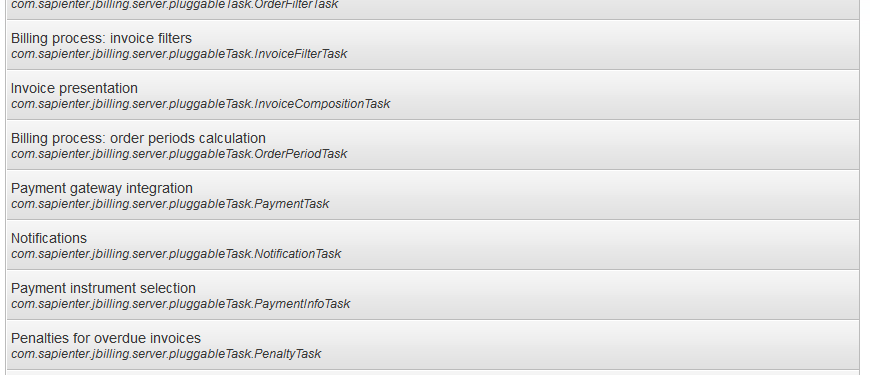 com.sapienter.jbilling.server.pluggableTask.OrderFilterTask
Billing process: invoice filters
com.sapienter.jbilling.server.pluggableTask.InvoiceFilterTask
Invoice presentation
com.sapienter.jbilling.server.pluggableTask.InvoiceCompositionTask
Billing process: order periods calculation
com.sapienter.jbilling.server.pluggableTask.OrderPeriodTask
Payment gateway integration
com.sapienter.jbilling.server.pluggableTask.PaymentTask
Notifications
com.sapienter.jbilling.server.pluggableTask.NotificationTask
Payment instrument selection
com.sapienter.jbilling.server.pluggableTask.PaymentInfoTask
Penalties for overdue invoices
com.sapienter.jbilling.server.pluggableTask.PenaltyTask